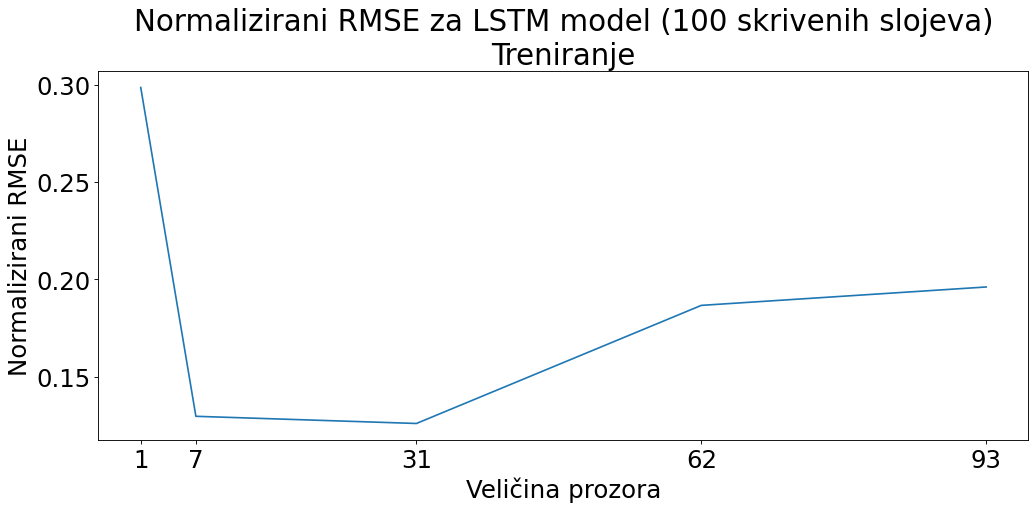 Normalizirani RMSE za LSTM model (100 skrivenih slojeva)
Treniranje
Normalizirani RMSE
0.30
0.25
0.20
0.15
1 7 31 62 93
Veličina prozora